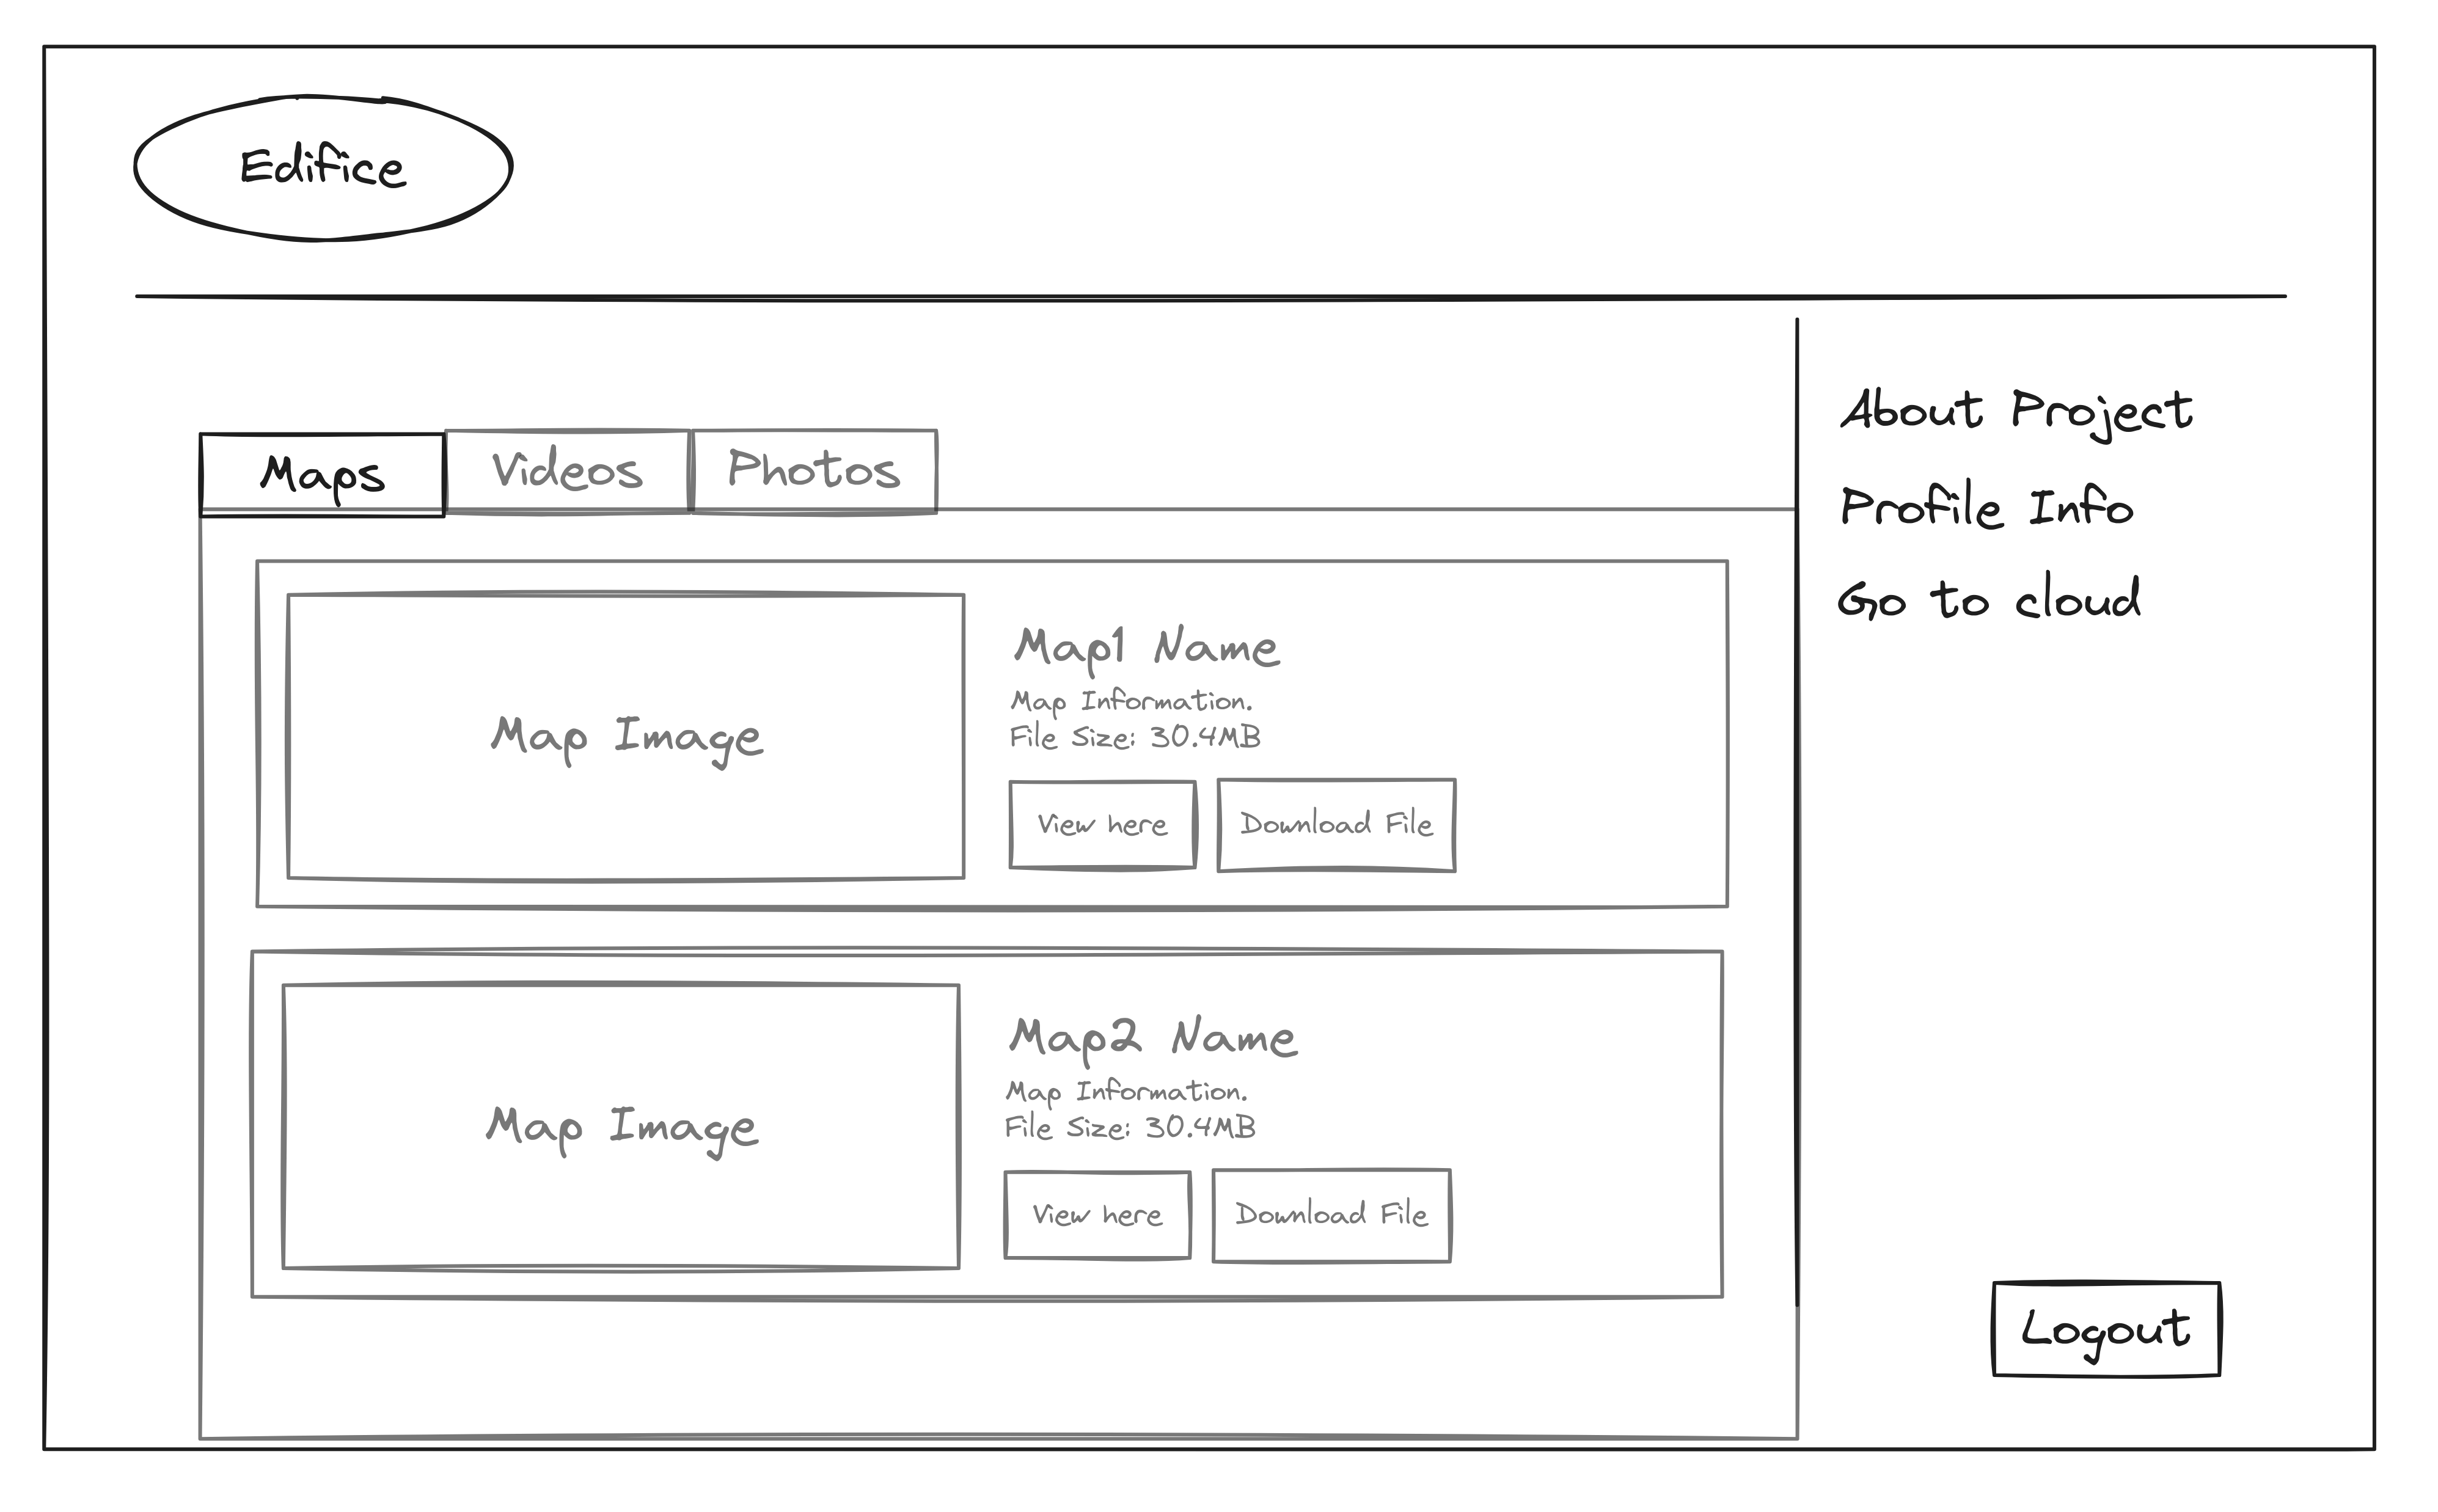 Edifice
Maps
Videos
Photos
About Project
Profile Info
Go to cloud
Map Image
Map1 Name
Map Information.
File Size: 30.4MB
View here
Download File
Map Image
Map2 Name
Map Information.
File Size: 30.4MB
View here
Download File
Logout